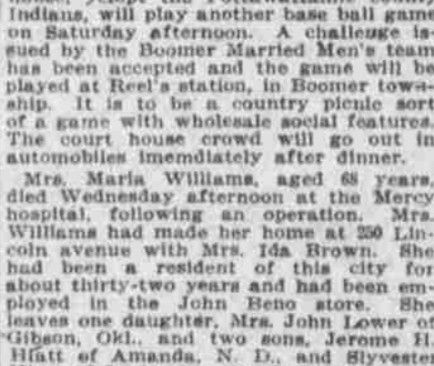 Indians, will play another base ball game
on Saturday afternoon. A challenge is-
sued by the Boomer Married Men's team
has been accepted and the game will be
played at Reel's station, in Boomer town-
ship. It is to be a country picnic sort
of a game with wholesale social features.
The court house crowd will go out in
automobiles imemdiately after dinner.
Mrs. Maria Williams, aged 68 years,
died Wednesday afternoon at the Mercy
hospital, following an operation. Mrs.
Williams had made her home at 250 Lin-
coln avenue with Mrs. Ida Brown. She
had been a resident of this city for
about thirty-two years and had been em-
ployed in the John Beno store. She
leaves one daughter, Mrs. John Lower of
Gibson, Okl., and two sons, Jerome H.
Hiatt of Amanda, N. D., and Slyvester